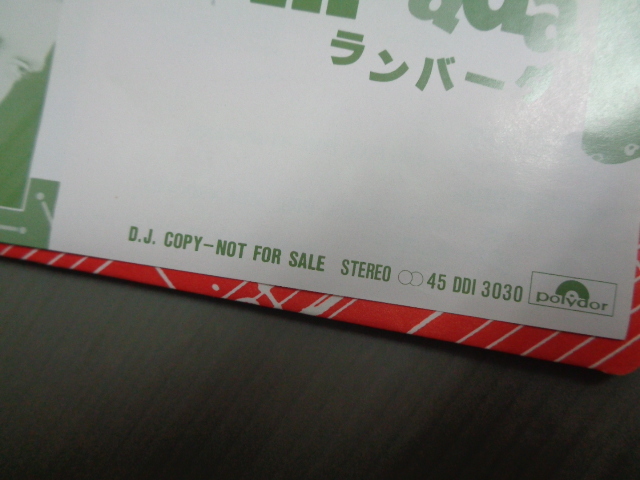 ランバー
D.J. COPY-NOT FOR SALE STEREO 45 DDI 3030 polydor